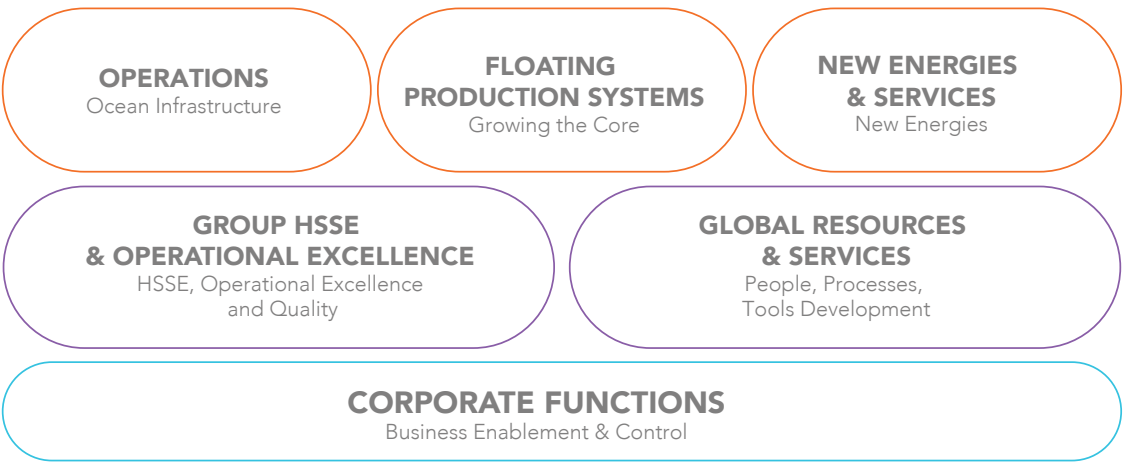 OPERATIONS
Ocean Infrastructure
FLOATING
PRODUCTION SYSTEMS
Growing the Core
NEW ENERGIES
& SERVICES
New Energies
GROUP HSSE
& OPERATIONAL EXCELLENCE
HSSE, Operational Excellence
and Quality
GLOBAL RESOURCES
& SERVICES
People, Processes,
Tools Development
CORPORATE FUNCTIONS
Business Enablement & Control